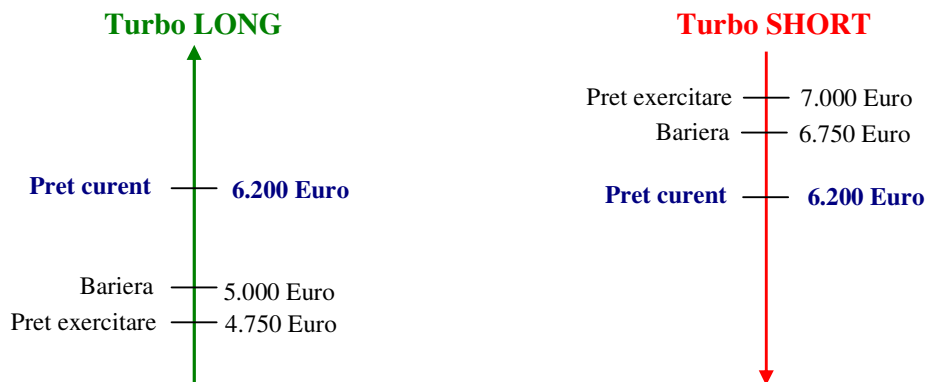 Turbo LONG
Pret curent 6.200 Euro
Bariera 5.000 Euro
Pret exercitare 4.750 Euro
Turbo SHORT
Pret exercitare 7.000 Euro
Bariera 6.750 Euro
Pret curent 6.200 Euro